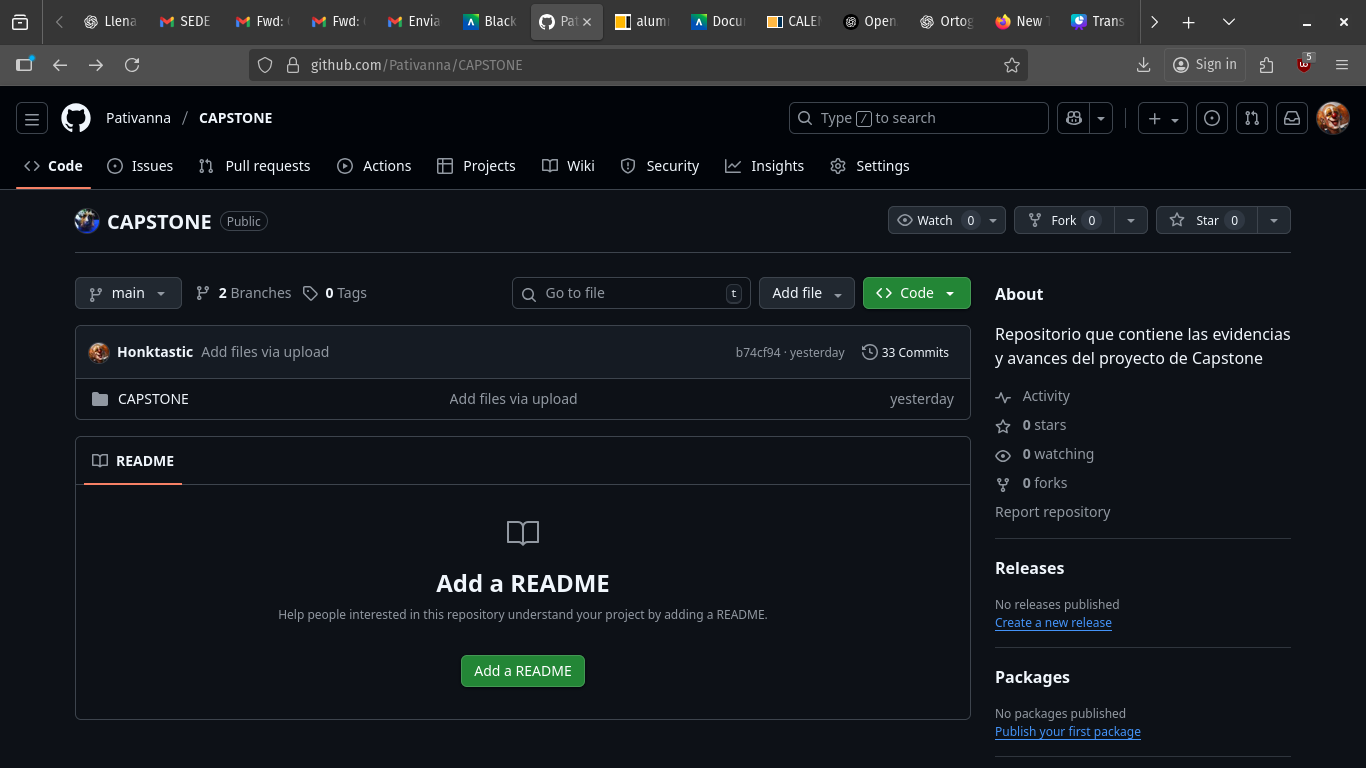 Llena
SEDE
Fwd:
Fwd:
Envia
Black
Pat
alum
Docu
CALEN
Open
Ortog
New T
Trans
github.com/Pativanna/CAPSTONE
Sign in
5
Pativanna / CAPSTONE
Type / to search
Code
Issues
Pull requests
Actions
Projects
Wiki
Security
Insights
Settings
CAPSTONE Public
Watch 0
Fork 0
Star 0
main
2 Branches
0 Tags
Go to file t
Add file
Code
Honktastic Add files via upload b74cf94 · yesterday 33 Commits
CAPSTONE Add files via upload yesterday
README
Add a README
Help people interested in this repository understand your project by adding a README.
Add a README
About
Repositorio que contiene las evidencias
y avances del proyecto de Capstone
Activity
0 stars
0 watching
0 forks
Report repository
Releases
No releases published
Create a new release
Packages
No packages published
Publish your first package